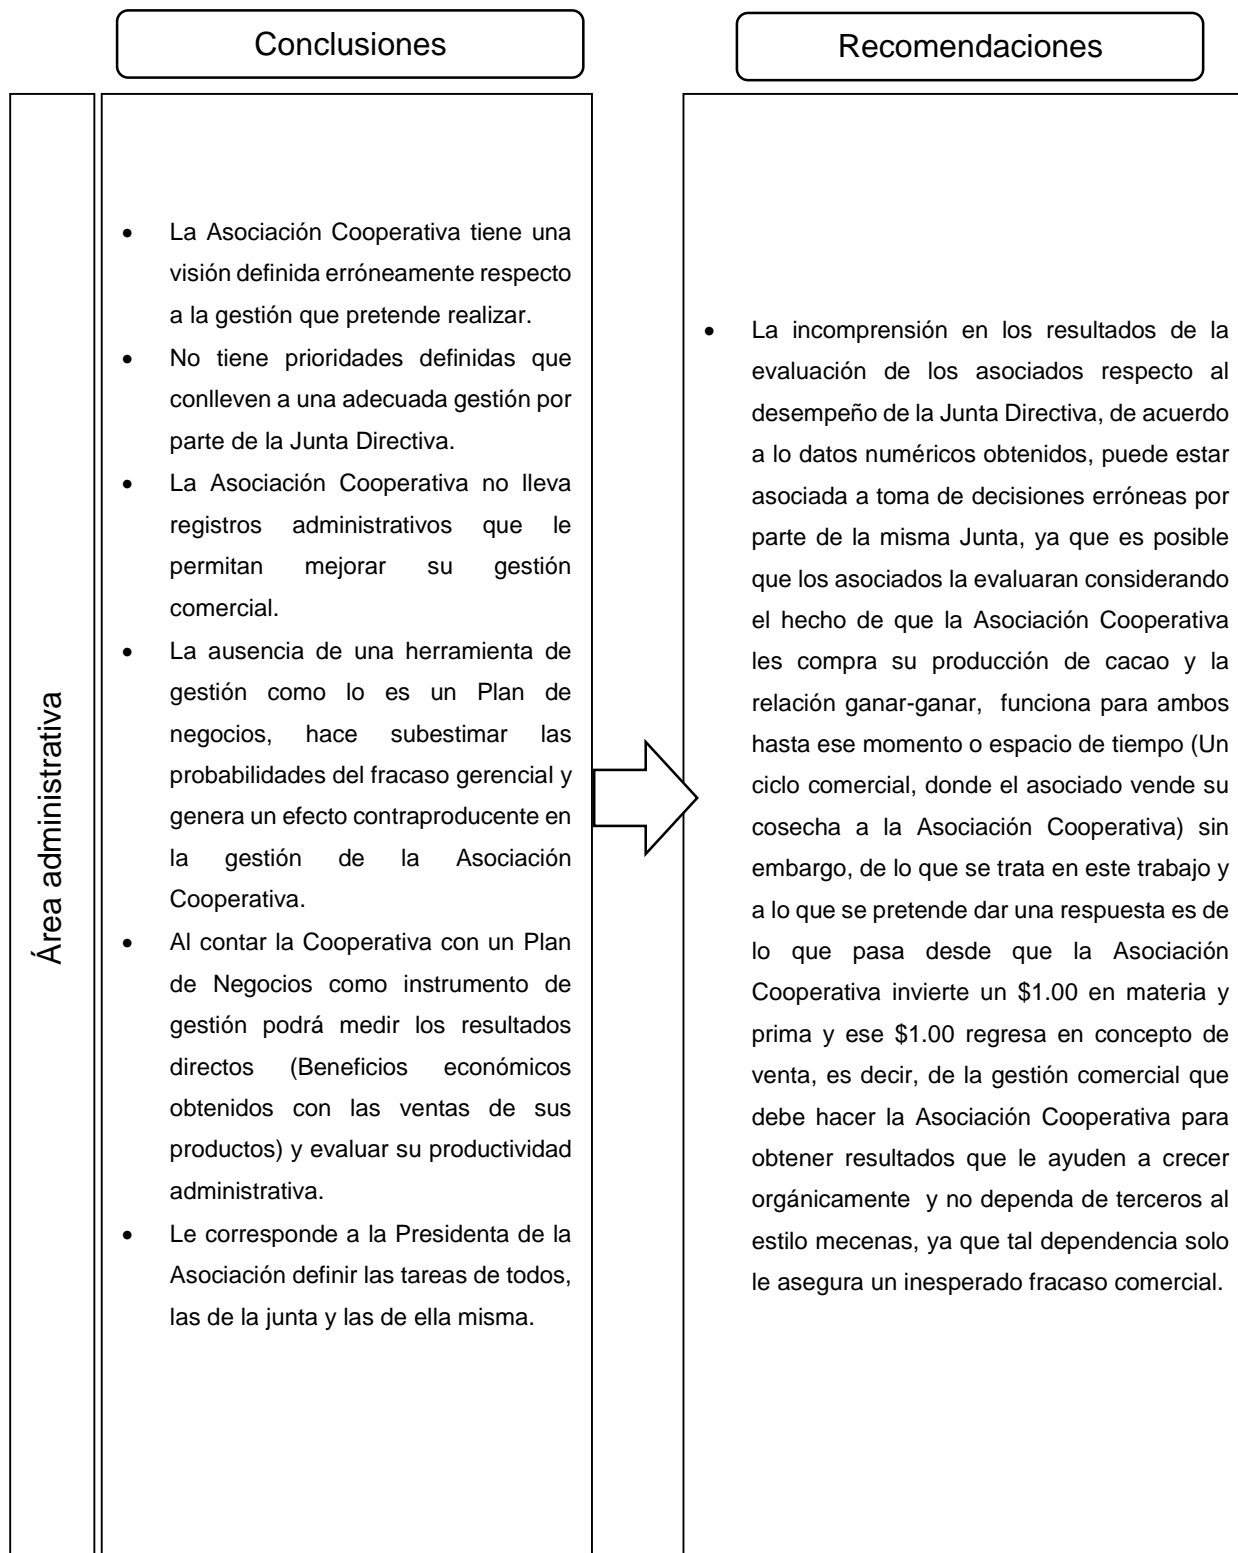 Conclusiones
Recomendaciones
Área administrativa
• La Asociación Cooperativa tiene una
visión definida erróneamente respecto
a la gestión que pretende realizar.
• No tiene prioridades definidas que
conlleven a una adecuada gestión por
parte de la Junta Directiva.
• La Asociación Cooperativa no lleva
registros administrativos que le
permitan mejorar su gestión
comercial.
• La ausencia de una herramienta de
gestión como lo es un Plan de
negocios, hace subestimar las
probabilidades del fracaso gerencial y
genera un efecto contraproducente en
la gestión de la Asociación
Cooperativa.
• Al contar la Cooperativa con un Plan
de Negocios como instrumento de
gestión podrá medir los resultados
directos (Beneficios económicos
obtenidos con las ventas de sus
productos) y evaluar su productividad
administrativa.
• Le corresponde a la Presidenta de la
Asociación definir las tareas de todos,
las de la junta y las de ella misma.
• La incomprensión en los resultados de la
evaluación de los asociados respecto al
desempeño de la Junta Directiva, de acuerdo
a lo datos numéricos obtenidos, puede estar
asociada a toma de decisiones erróneas por
parte de la misma Junta, ya que es posible
que los asociados la evaluaran considerando
el hecho de que la Asociación Cooperativa
les compra su producción de cacao y la
relación ganar-ganar, funciona para ambos
hasta ese momento o espacio de tiempo (Un
ciclo comercial, donde el asociado vende su
cosecha a la Asociación Cooperativa) sin
embargo, de lo que se trata en este trabajo y
a lo que se pretende dar una respuesta es de
lo que pasa desde que la Asociación
Cooperativa invierte un $1.00 en materia y
prima y ese $1.00 regresa en concepto de
venta, es decir, de la gestión comercial que
debe hacer la Asociación Cooperativa para
obtener resultados que le ayuden a crecer
orgánicamente y no dependa de terceros al
estilo mecenas, ya que tal dependencia solo
le asegura un inesperado fracaso comercial.